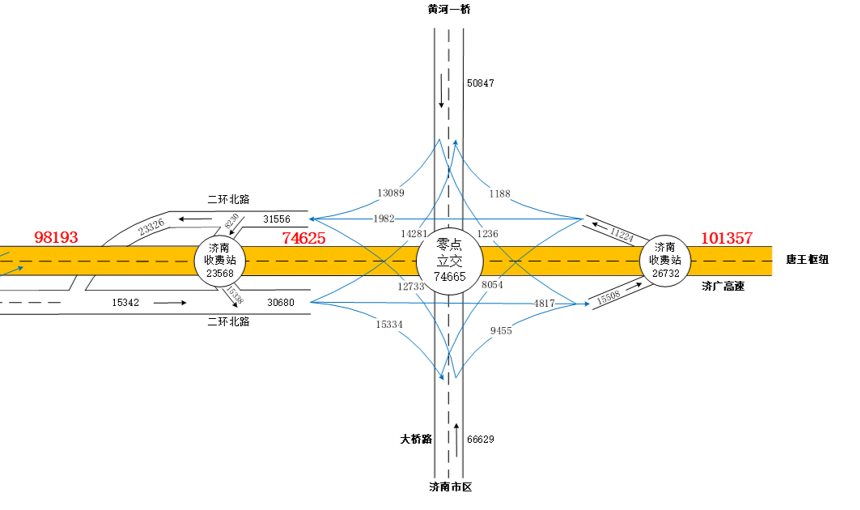 黄河一桥
50847
13089
1188
二环北路
31556
1982
23326
8230
14281
1236
11224
98193
74625
101357
济南
收费站
23568
零点
立交
74665
济南
收费站
26732
唐王枢纽
济广高速
15342
15338
30680
12733
8054
4817
15508
二环北路
15334
9455
大桥路
66629
济南市区